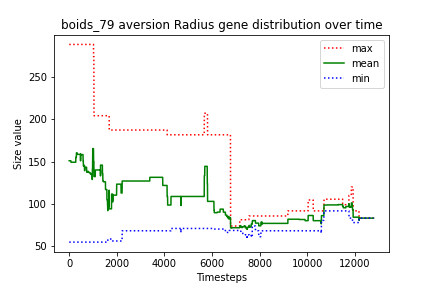 boids_79 aversion Radius gene distribution over time
max
mean
min
Size value
250
200
150
100
50
0
2000
4000
6000
8000
10000
12000
Timesteps